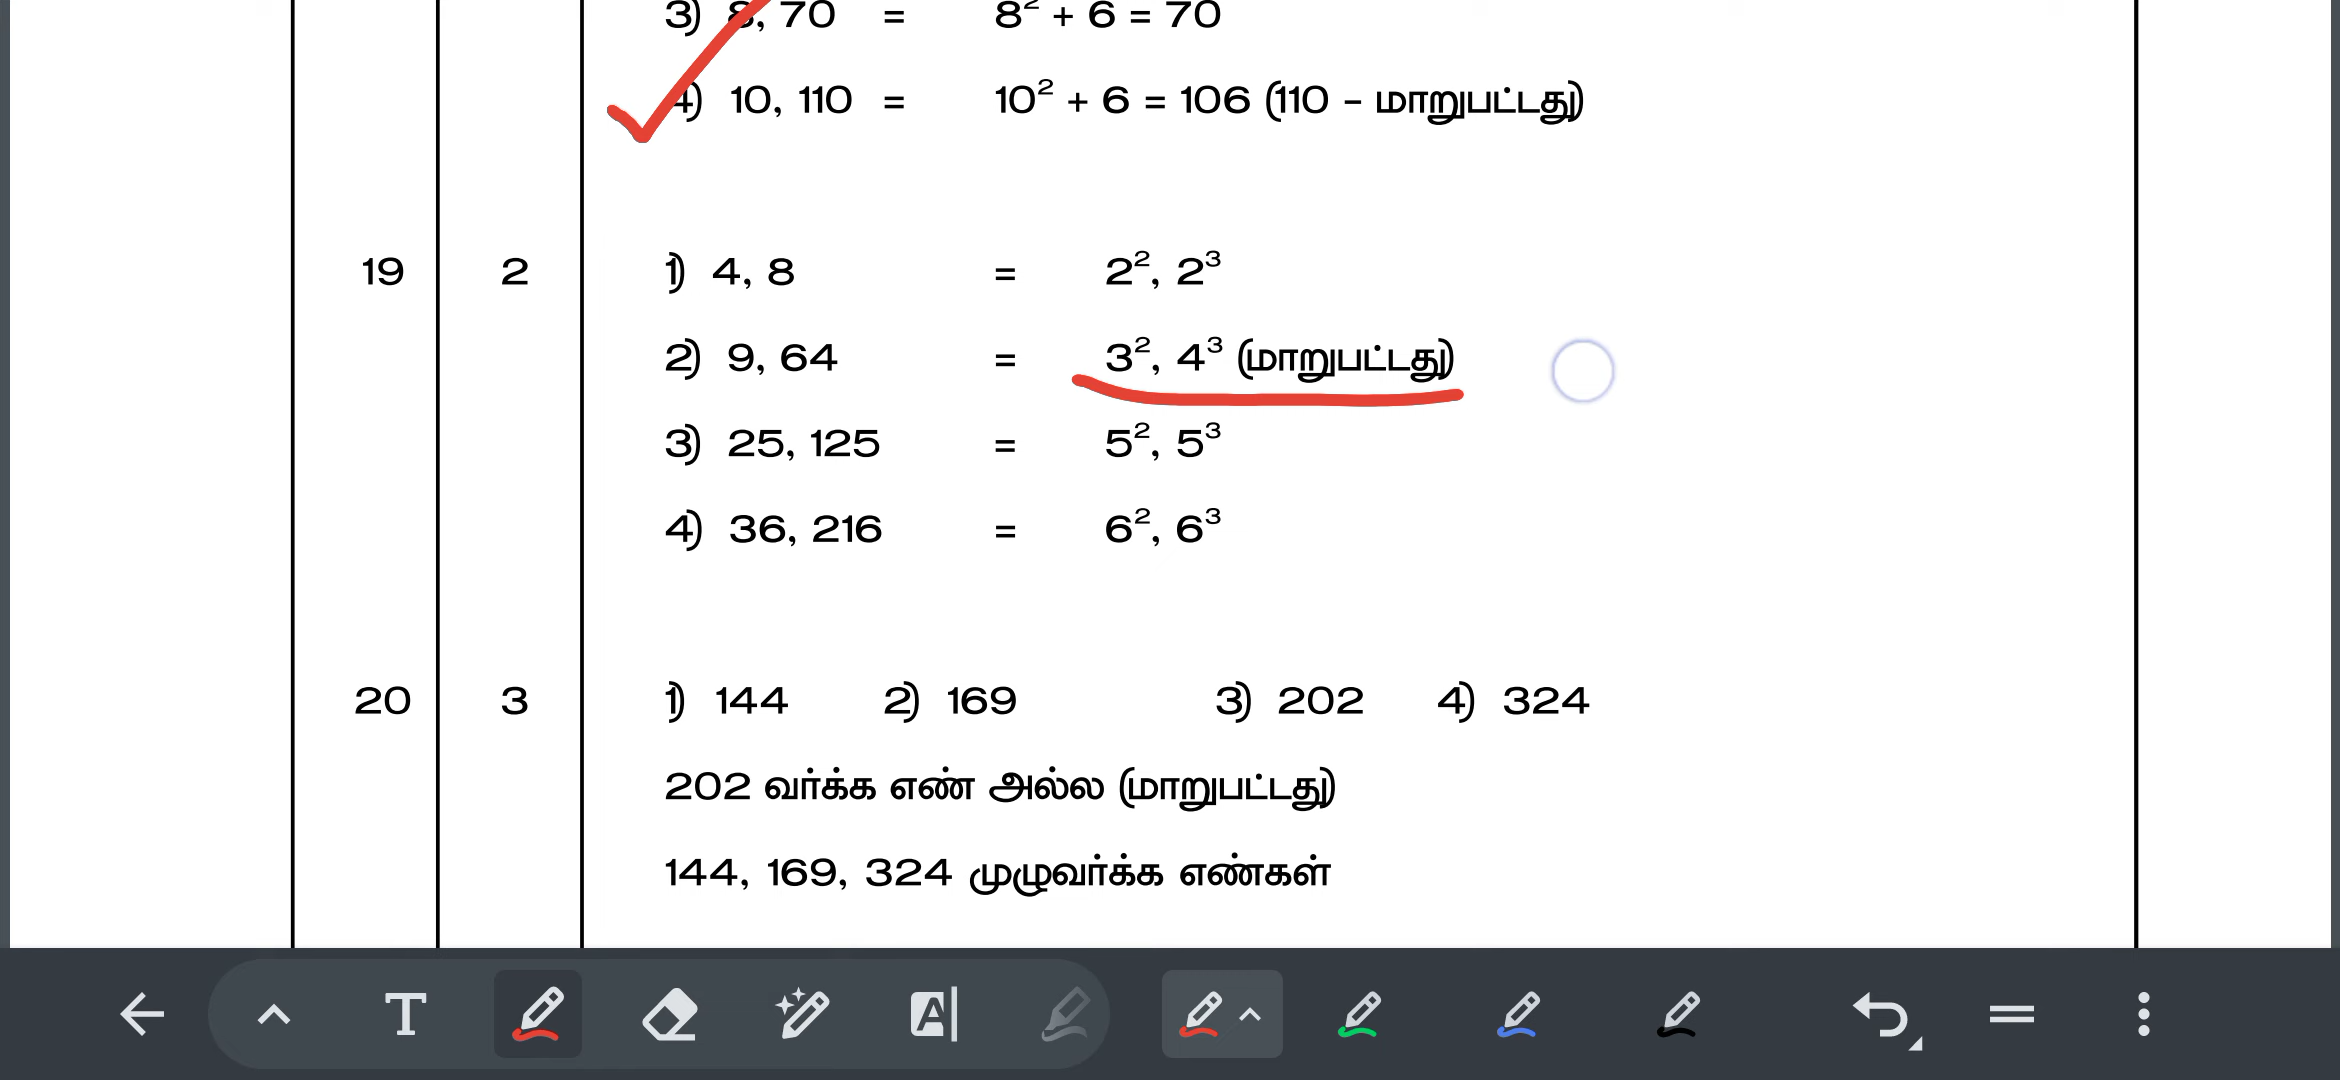 3) 8, 70 = 8² + 6 = 70
4) 10, 110 = 10² + 6 = 106 (110 – மாறுபட்டது)
19 2 1) 4, 8 = 2², 2³
2) 9, 64 = 3², 4³ (மாறுபட்டது)
3) 25, 125 = 5², 5³
4) 36, 216 = 6², 6³
20 3 1) 144 2) 169 3) 202 4) 324
202 வர்க்க எண் அல்ல (மாறுபட்டது)
144, 169, 324 முழுவர்க்க எண்கள்